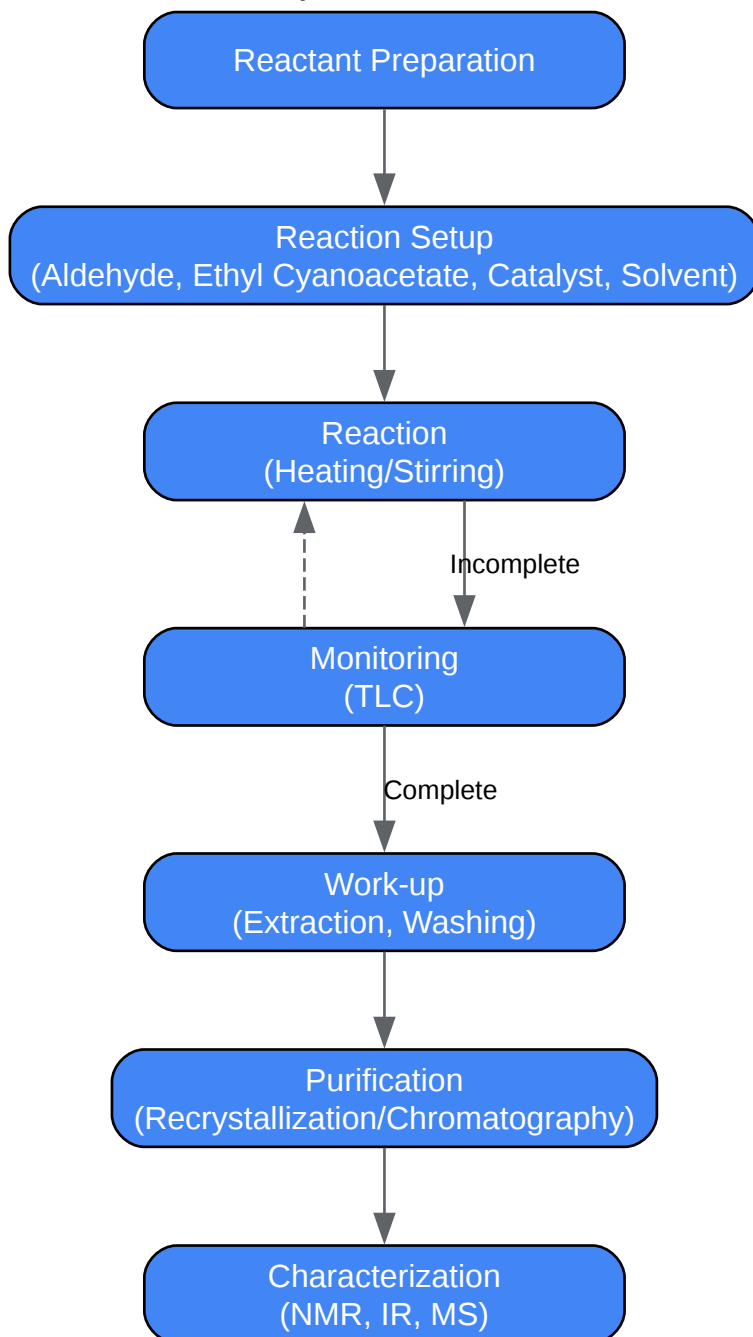 Reactant Preparation
Reaction Setup
(Aldehyde, Ethyl Cyanoacetate, Catalyst, Solvent)
Reaction
(Heating/Stirring)
Incomplete
Monitoring
(TLC)
Complete
Work-up
(Extraction, Washing)
Purification
(Recrystallization/Chromatography)
Characterization
(NMR, IR, MS)